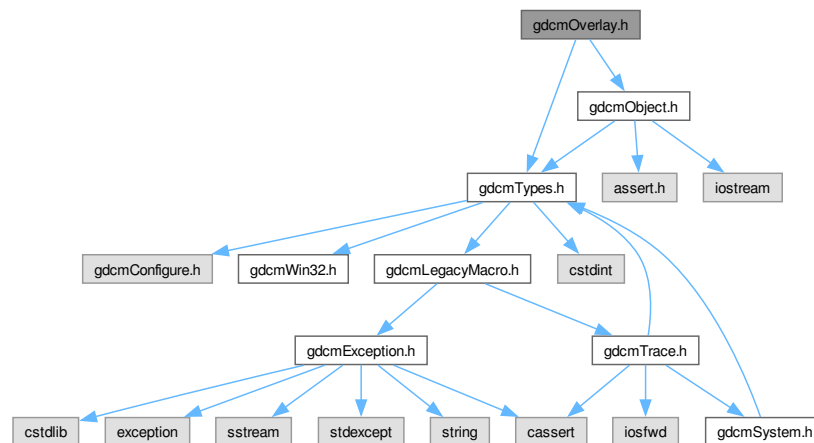 gdcmOverlay.h
gdcmObject.h
gdcmTypes.h
assert.h
iostream
gdcmConfigure.h
gdcmWin32.h
gdcmLegacyMacro.h
cstdint
gdcmException.h
gdcmTrace.h
cstdlib
exception
sstream
stdexcept
string
cassert
iosfwd
gdcmSystem.h